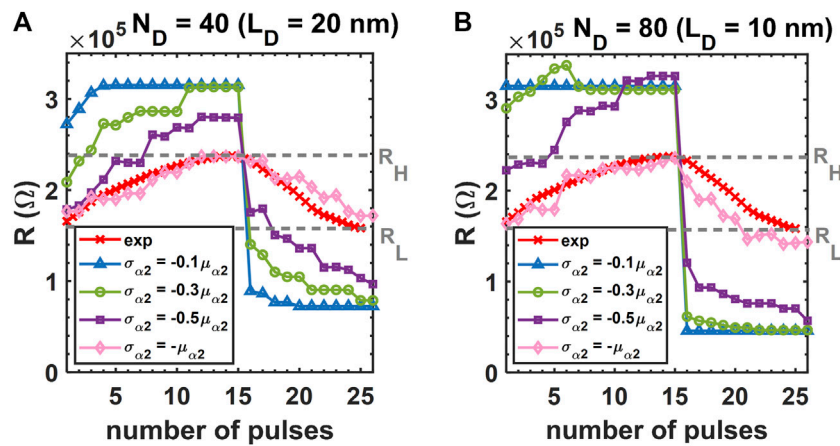 A
×10⁵ N_D = 40 (L_D = 20 nm)
3
2
1
0
R (Ω)
R_H
R_L
exp
σ_α2 = -0.1μ_α2
σ_α2 = -0.3μ_α2
σ_α2 = -0.5μ_α2
σ_α2 = -μ_α2
5 10 15 20 25
number of pulses
B
×10⁵ N_D = 80 (L_D = 10 nm)
3
2
1
0
R (Ω)
R_H
R_L
exp
σ_α2 = -0.1μ_α2
σ_α2 = -0.3μ_α2
σ_α2 = -0.5μ_α2
σ_α2 = -μ_α2
5 10 15 20 25
number of pulses